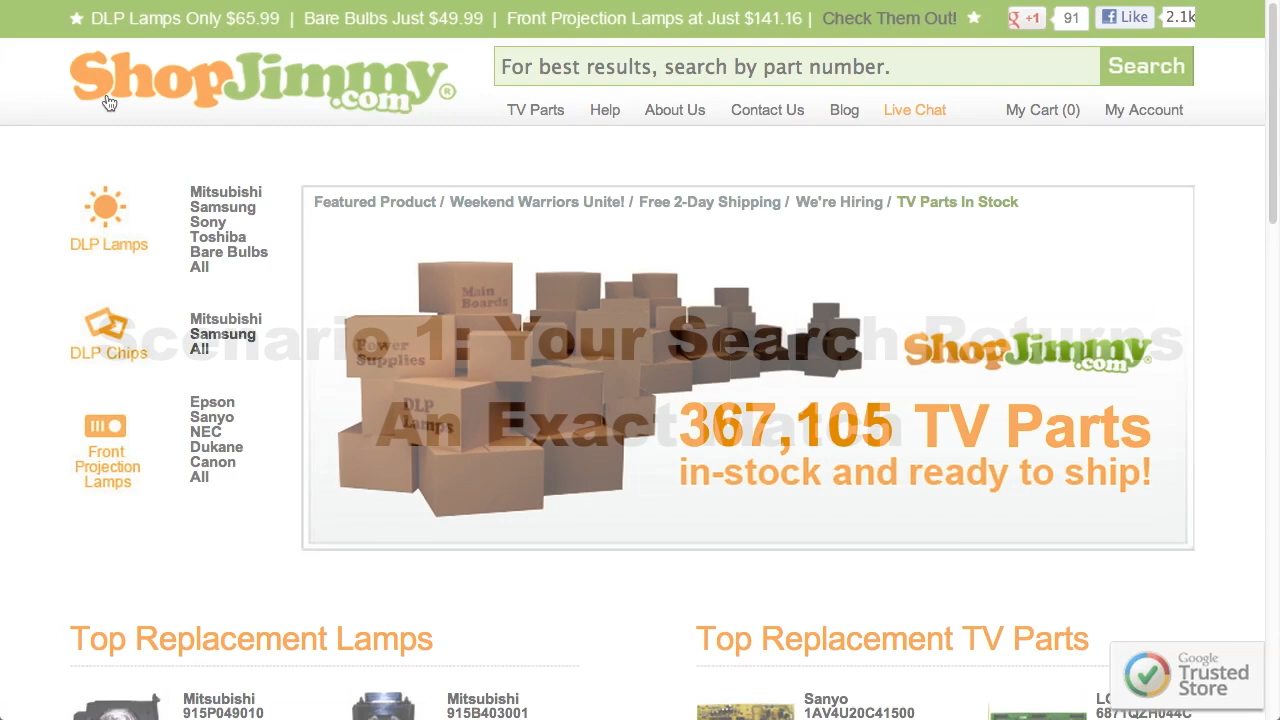 ★ DLP Lamps Only $65.99 | Bare Bulbs Just $49.99 | Front Projection Lamps at Just $141.16 | Check Them Out! ★
+1 91 Like 2.1k
ShopJimmy.com®
For best results, search by part number.
Search
TV Parts Help About Us Contact Us Blog Live Chat My Cart (0) My Account
DLP Lamps
Mitsubishi
Samsung
Sony
Toshiba
Bare Bulbs
All
DLP Chips
Mitsubishi
Samsung
All
Front
Projection
Lamps
Epson
Sanyo
NEC
Dukane
Canon
All
Featured Product / Weekend Warriors Unite! / Free 2-Day Shipping / We're Hiring / TV Parts In Stock
Main
Boards
Power
Supplies
DLP
Lamps
Scenario 1- Your Search Returns
An Exact Match
ShopJimmy.com
367,105 TV Parts
in-stock and ready to ship!
Top Replacement Lamps
Mitsubishi
915P049010
Mitsubishi
915B403001
Top Replacement TV Parts
Sanyo
1AV4U20C41500
LG
6871QZH044C
Google
Trusted
Store